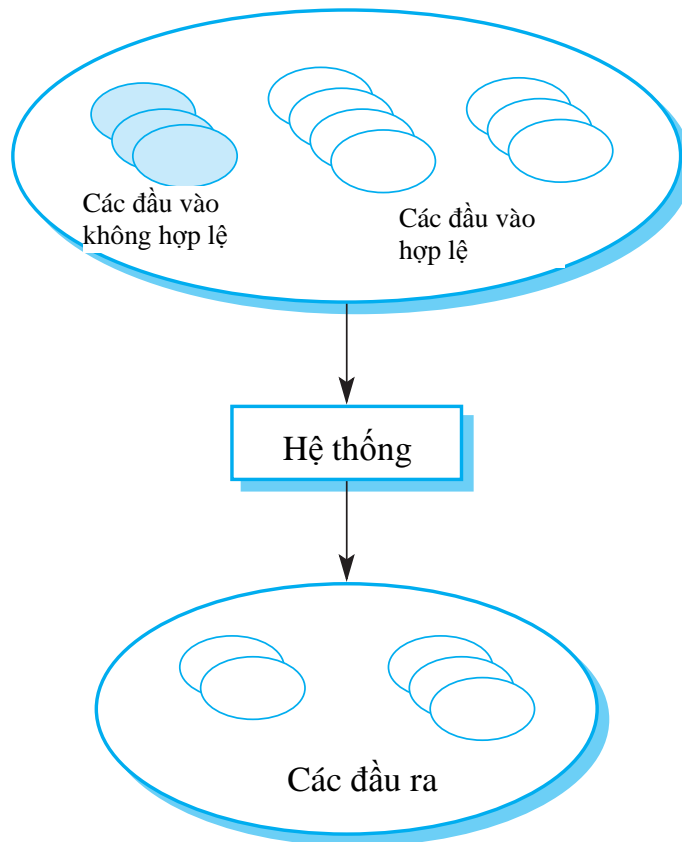 Các đầu vào
không hợp lệ
Các đầu vào
hợp lệ
Hệ thống
Các đầu ra